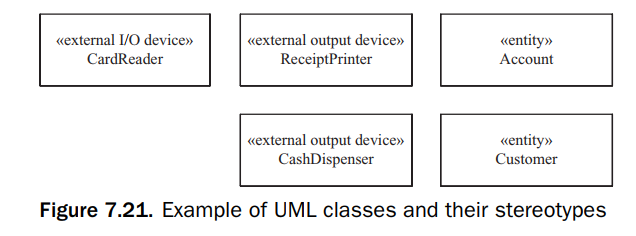 «external I/O device»
CardReader
«external output device»
ReceiptPrinter
«entity»
Account
«external output device»
CashDispenser
«entity»
Customer
Figure 7.21. Example of UML classes and their stereotypes